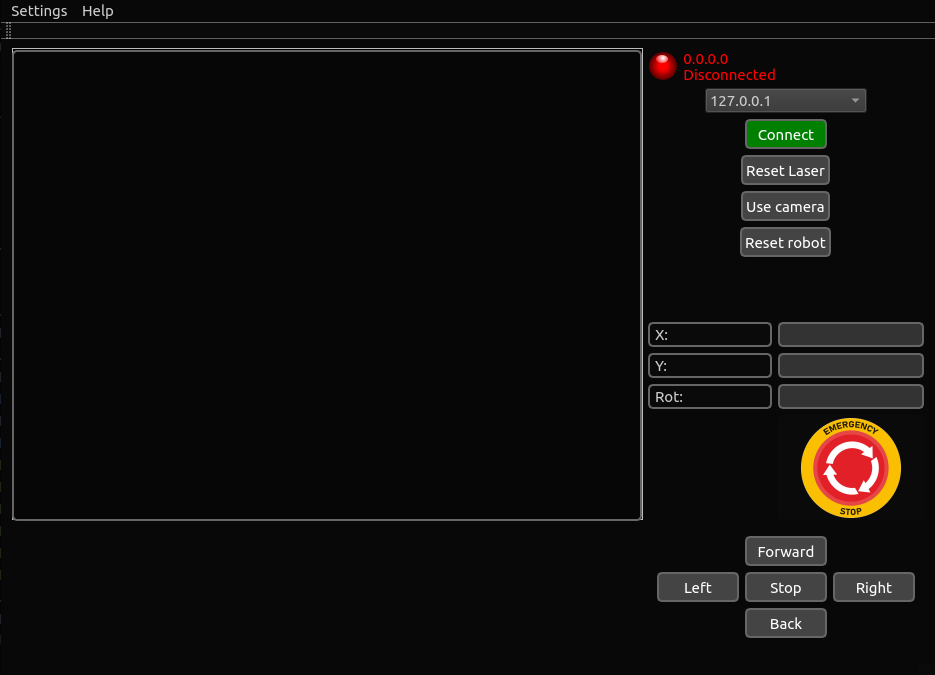 Settings Help
0.0.0.0
Disconnected
127.0.0.1
Connect
Reset Laser
Use camera
Reset robot
X:
Y:
Rot:
EMERGENCY
STOP
Forward
Left Stop Right
Back